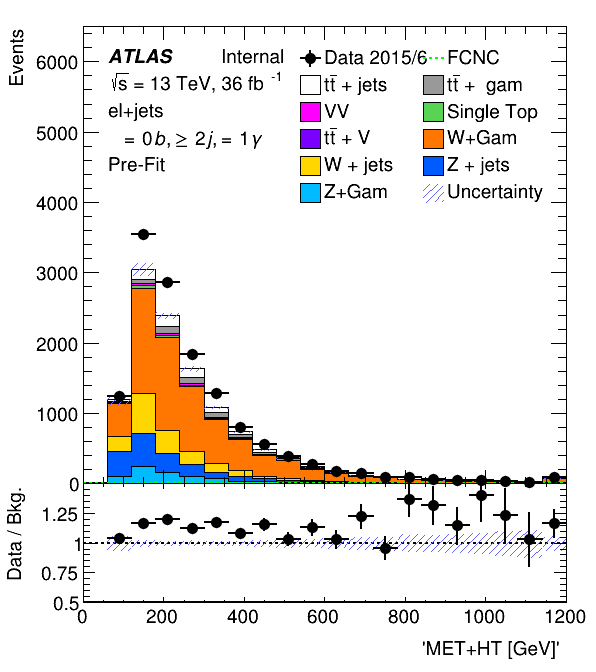 Events
6000
5000
4000
3000
2000
1000
0
ATLAS Internal
√s = 13 TeV, 36 fb -1
el+jets
= 0b, ≥ 2j, = 1γ
Pre-Fit
Data 2015/6 FCNC
tt̄ + jets tt̄ + gam
VV Single Top
tt̄ + V W+Gam
W + jets Z + jets
Z+Gam Uncertainty
Data / Bkg.
1.25
1
0.75
0.5
0 200 400 600 800 1000 1200
'MET+HT [GeV]'